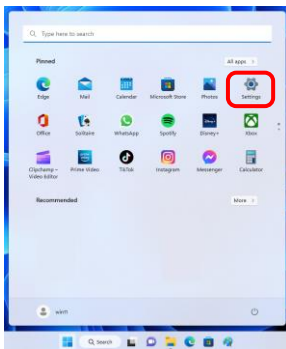 Type here to search
Pinned
All apps >
Edge
Mail
Calendar
Microsoft Store
Photos
Settings
Office
Solitaire
WhatsApp
Spotify
Disney+
Xbox
Clipchamp –
Video Editor
Prime Video
TikTok
Instagram
Messenger
Calculator
Recommended
More >
win11
Search